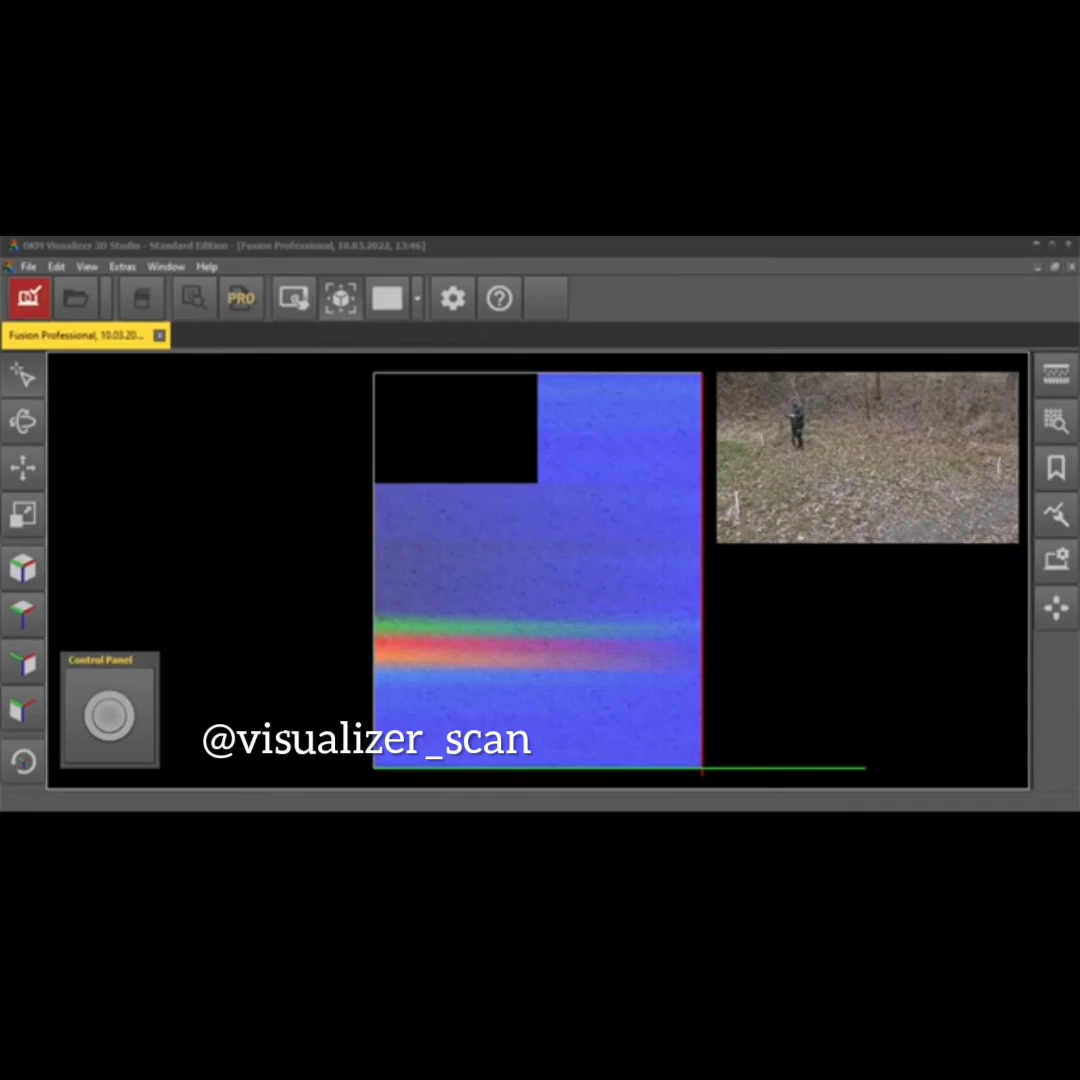 OKM Visualizer 3D Studio - Standard Edition - [Fusion Professional, 10.03.2022, 13:46]
File Edit View Extras Window Help
PRO
Fusion Professional, 10.03.20...
Control Panel
@visualizer_scan